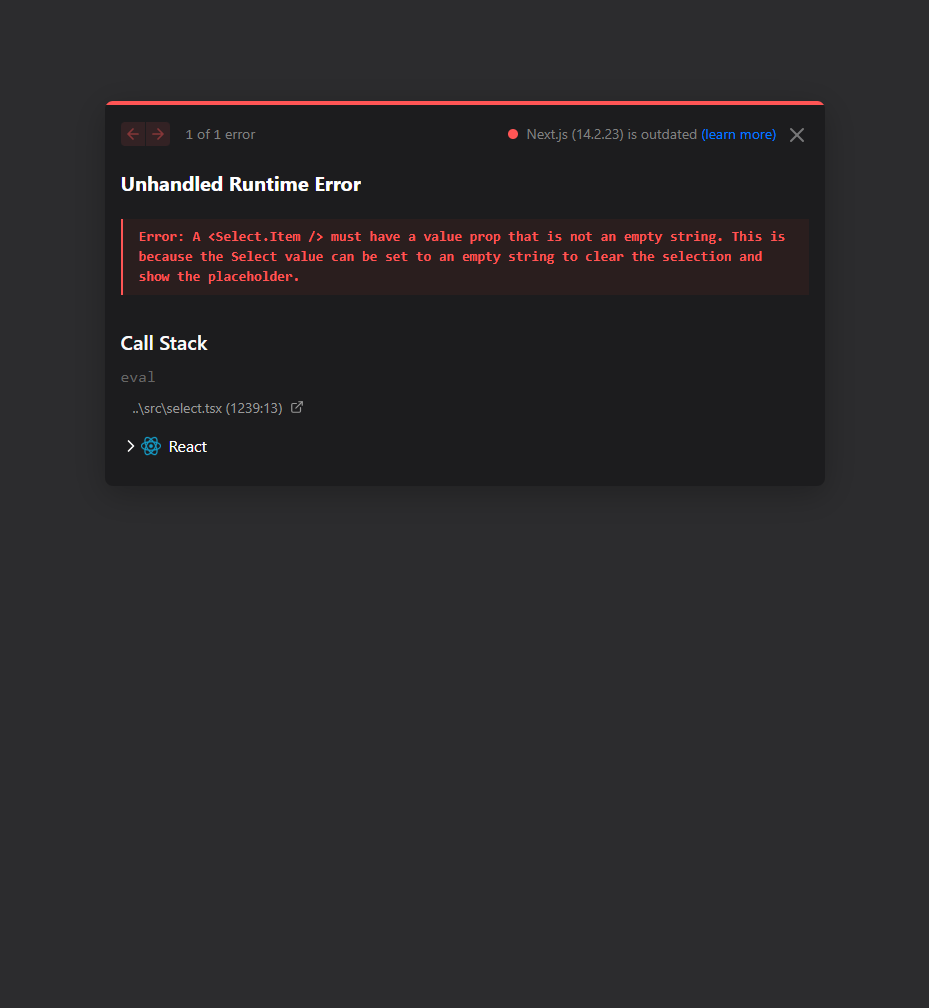 1 of 1 error
Next.js (14.2.23) is outdated (learn more)
Unhandled Runtime Error
Error: A <Select.Item /> must have a value prop that is not an empty string. This is
because the Select value can be set to an empty string to clear the selection and
show the placeholder.
Call Stack
eval
..\src\select.tsx (1239:13)
React